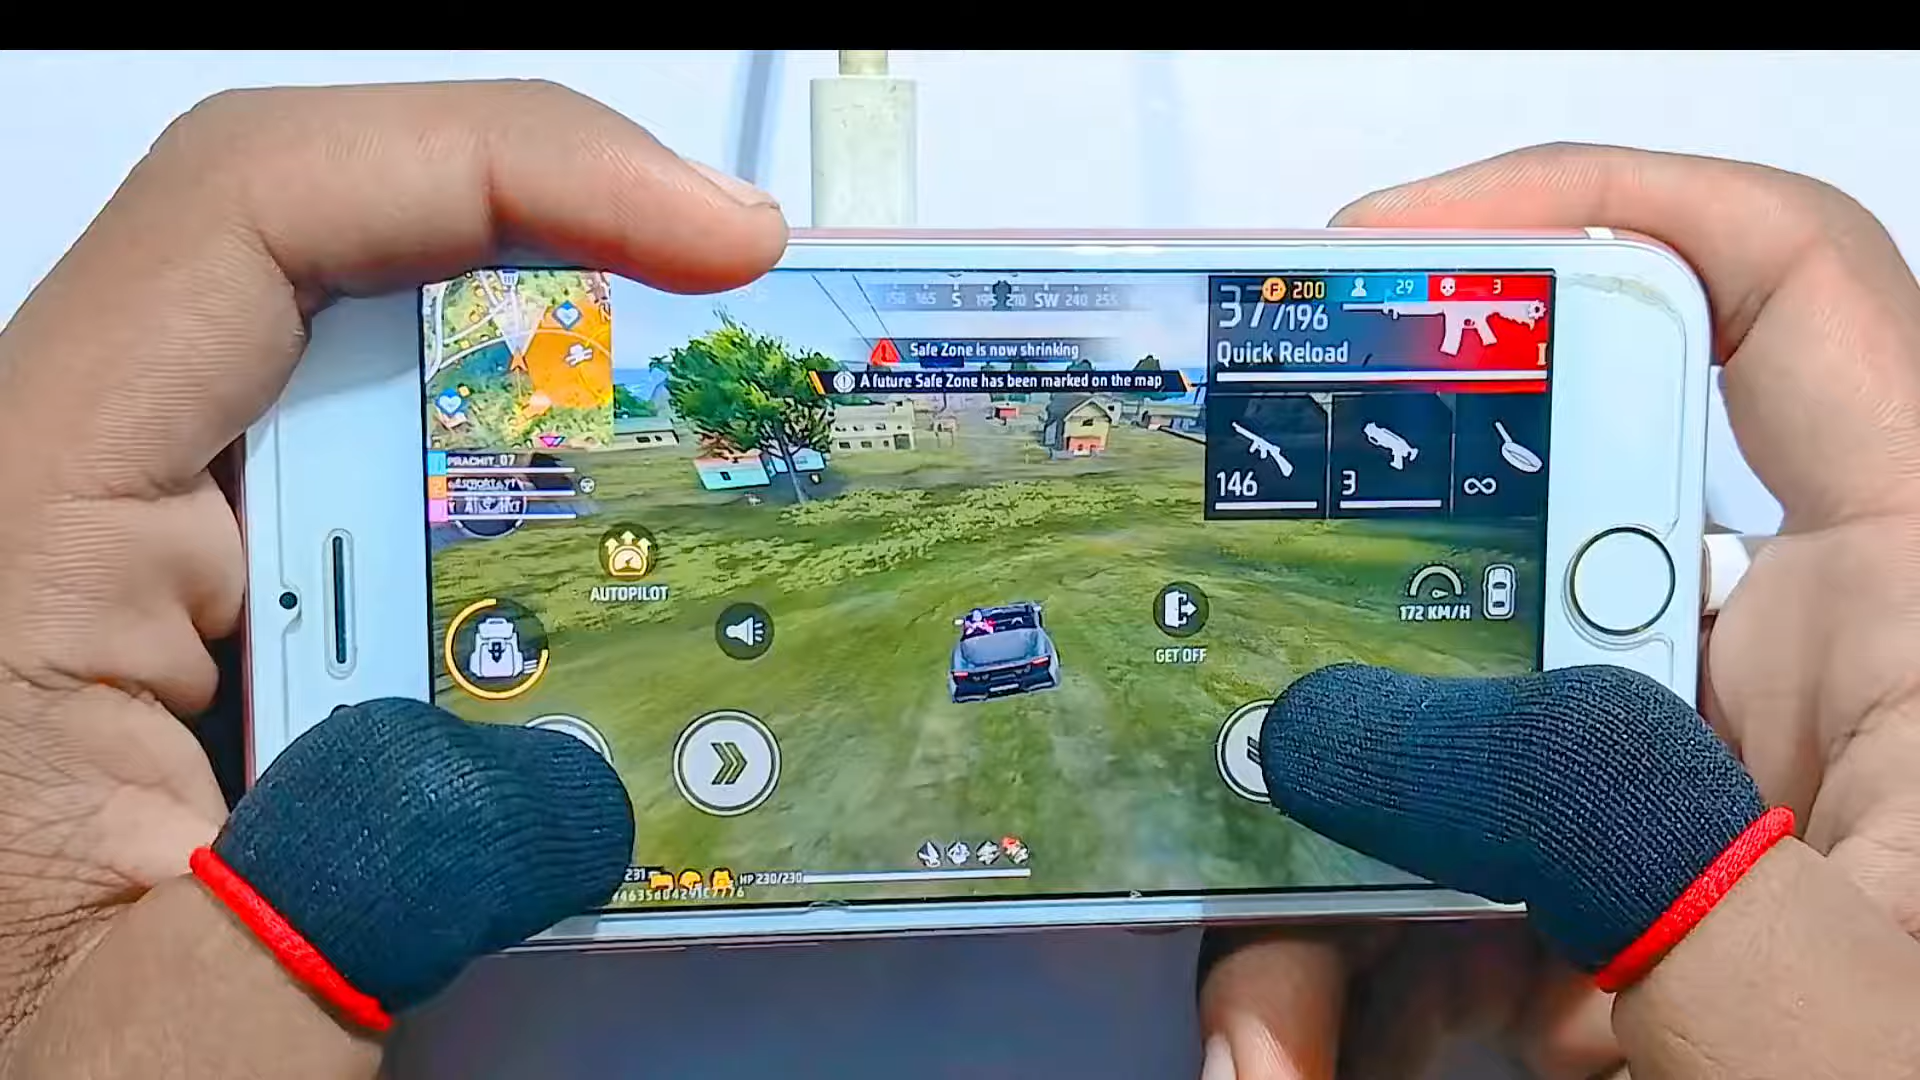 150 165 S 195 210 SW 240 255
200 29 3
37/196
Quick Reload
Safe Zone is now shrinking
A future Safe Zone has been marked on the map
PRACHIT_07
146 3 ∞
AUTOPILOT
172 KM/H
GET OFF
231
HP 230/230